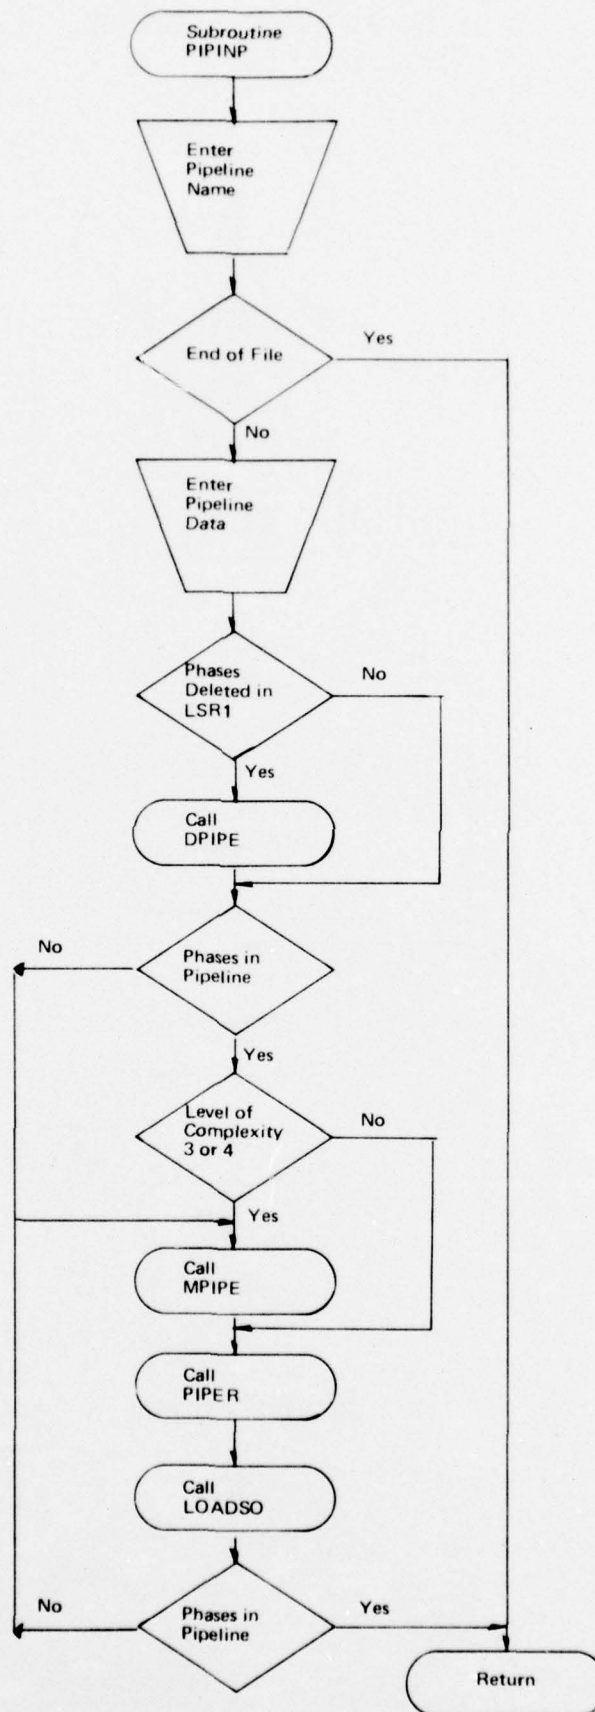 Subroutine
PIPINP
Enter
Pipeline
Name
End of File
Yes
No
Enter
Pipeline
Data
Phases
Deleted in
LSR1
No
Yes
Call
DPIPE
No
Phases in
Pipeline
Yes
Level of
Complexity
3 or 4
No
Yes
Call
MPIPE
Call
PIPER
Call
LOADSO
No
Phases in
Pipeline
Yes
Return